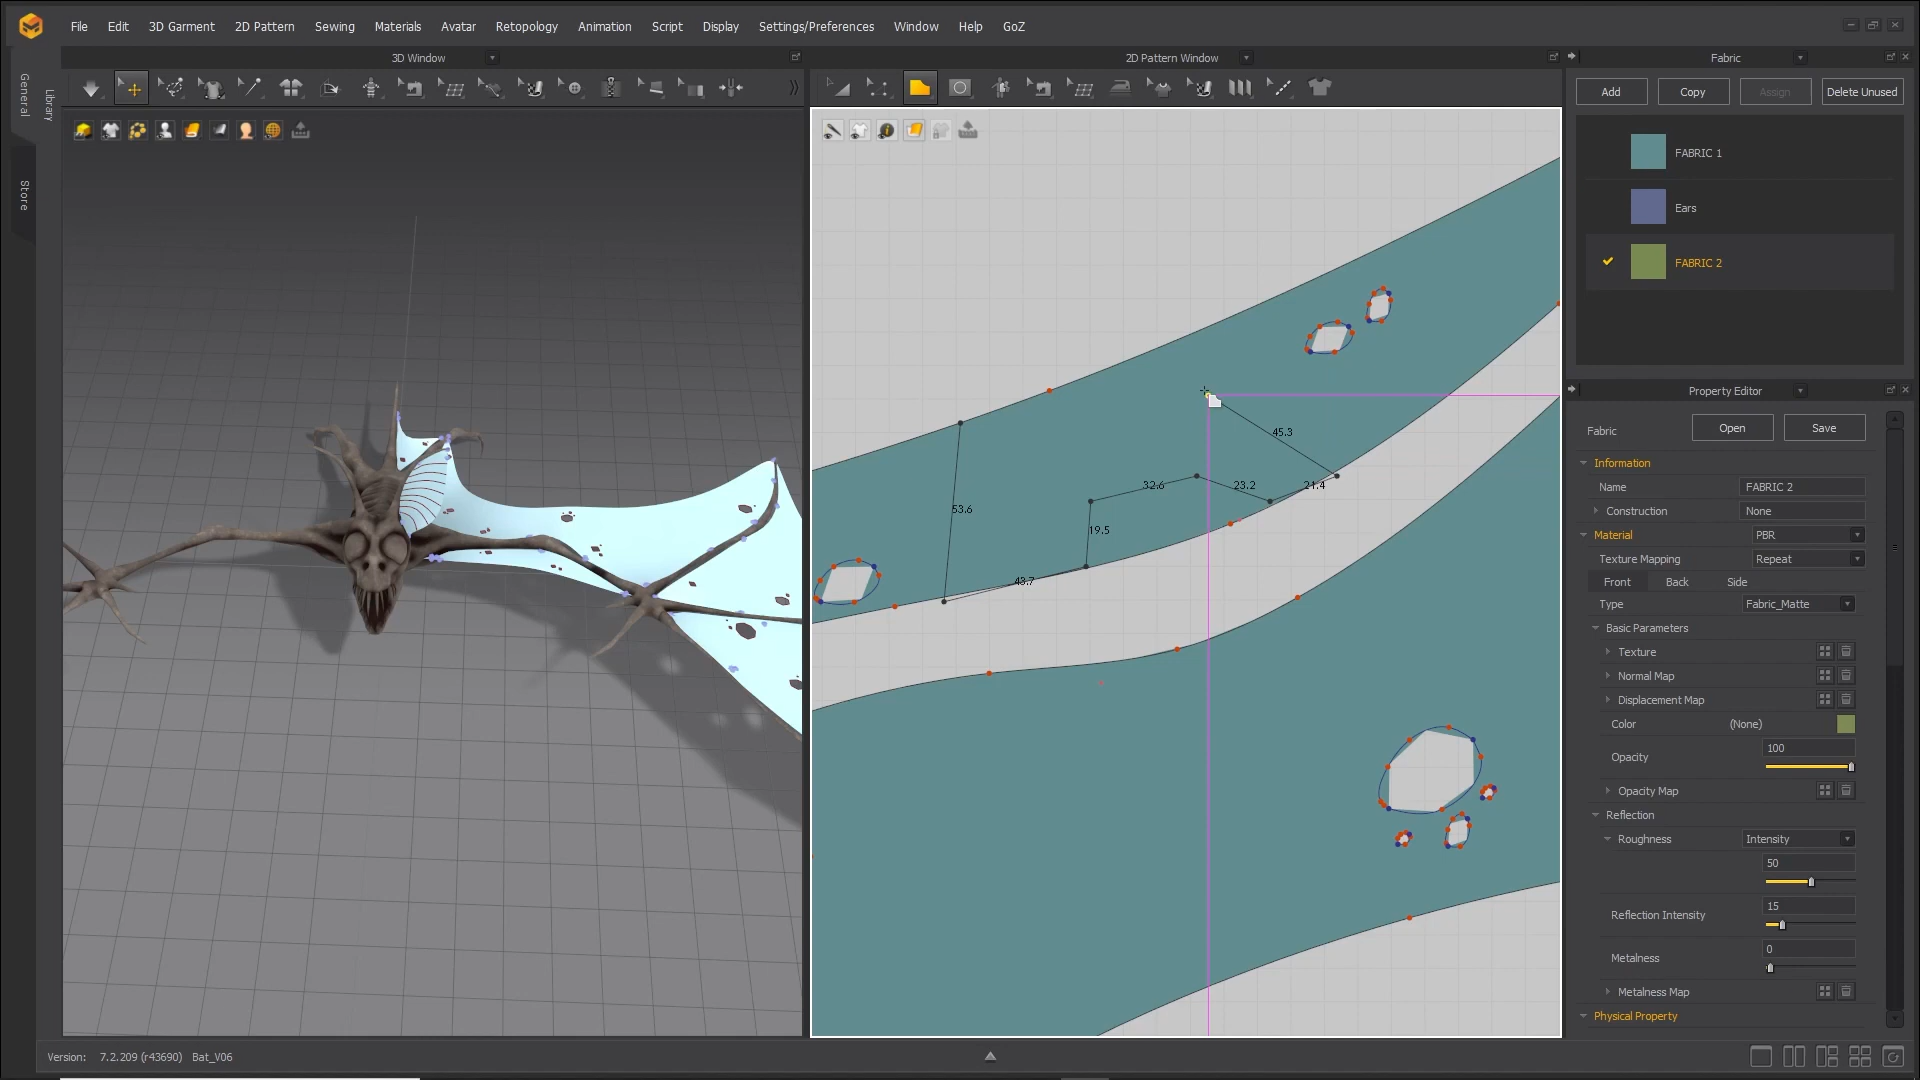 File Edit 3D Garment 2D Pattern Sewing Materials Avatar Retopology Animation Script Display Settings/Preferences Window Help GoZ
3D Window
2D Pattern Window
Fabric
General
Library
Store
Add Copy Assign Delete Unused
FABRIC 1
Ears
FABRIC 2
45.3
32.6
23.2
21.4
53.6
19.5
43.7
Property Editor
Fabric Open Save
Information
Name FABRIC 2
Construction None
Material PBR
Texture Mapping Repeat
Front Back Side
Type Fabric_Matte
Basic Parameters
Texture
Normal Map
Displacement Map
Color (None)
Opacity 100
Opacity Map
Reflection
Roughness Intensity
50
Reflection Intensity 15
Metalness 0
Metalness Map
Physical Property
Version: 7.2.209 (r43690) Bat_V06